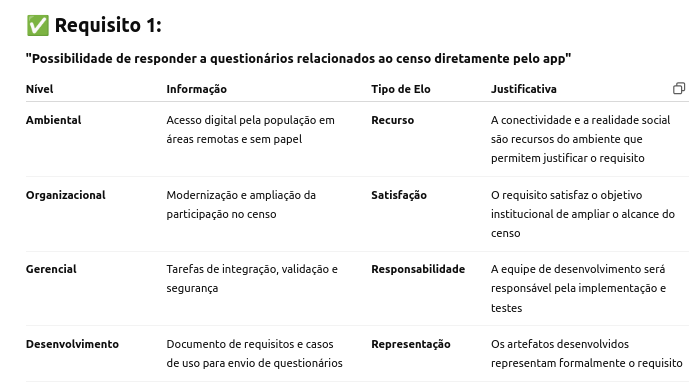 ✅ Requisito 1:
"Possibilidade de responder a questionários relacionados ao censo diretamente pelo app"
Nível Informação Tipo de Elo Justificativa
Ambiental Acesso digital pela população em Recurso A conectividade e a realidade social
áreas remotas e sem papel são recursos do ambiente que
permitem justificar o requisito
Organizacional Modernização e ampliação da Satisfação O requisito satisfaz o objetivo
participação no censo institucional de ampliar o alcance do
censo
Gerencial Tarefas de integração, validação e Responsabilidade A equipe de desenvolvimento será
segurança responsável pela implementação e
testes
Desenvolvimento Documento de requisitos e casos Representação Os artefatos desenvolvidos
de uso para envio de questionários representam formalmente o requisito